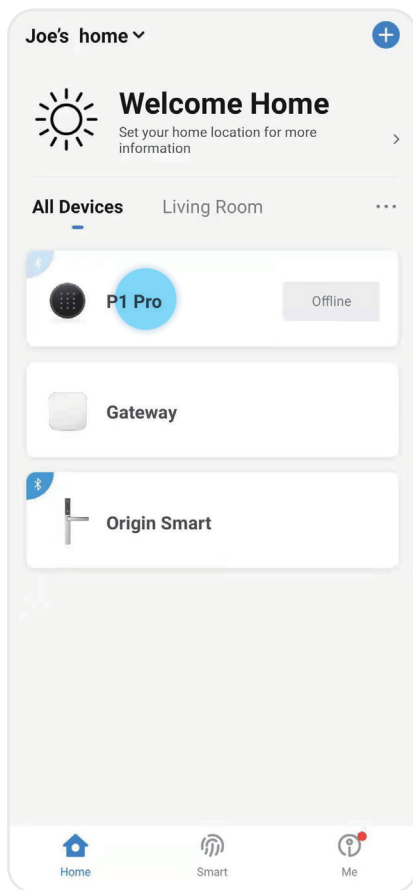 Joe's home
Welcome Home
Set your home location for more
information
All Devices
Living Room
P1 Pro
Offline
Gateway
Origin Smart
Home
Smart
Me